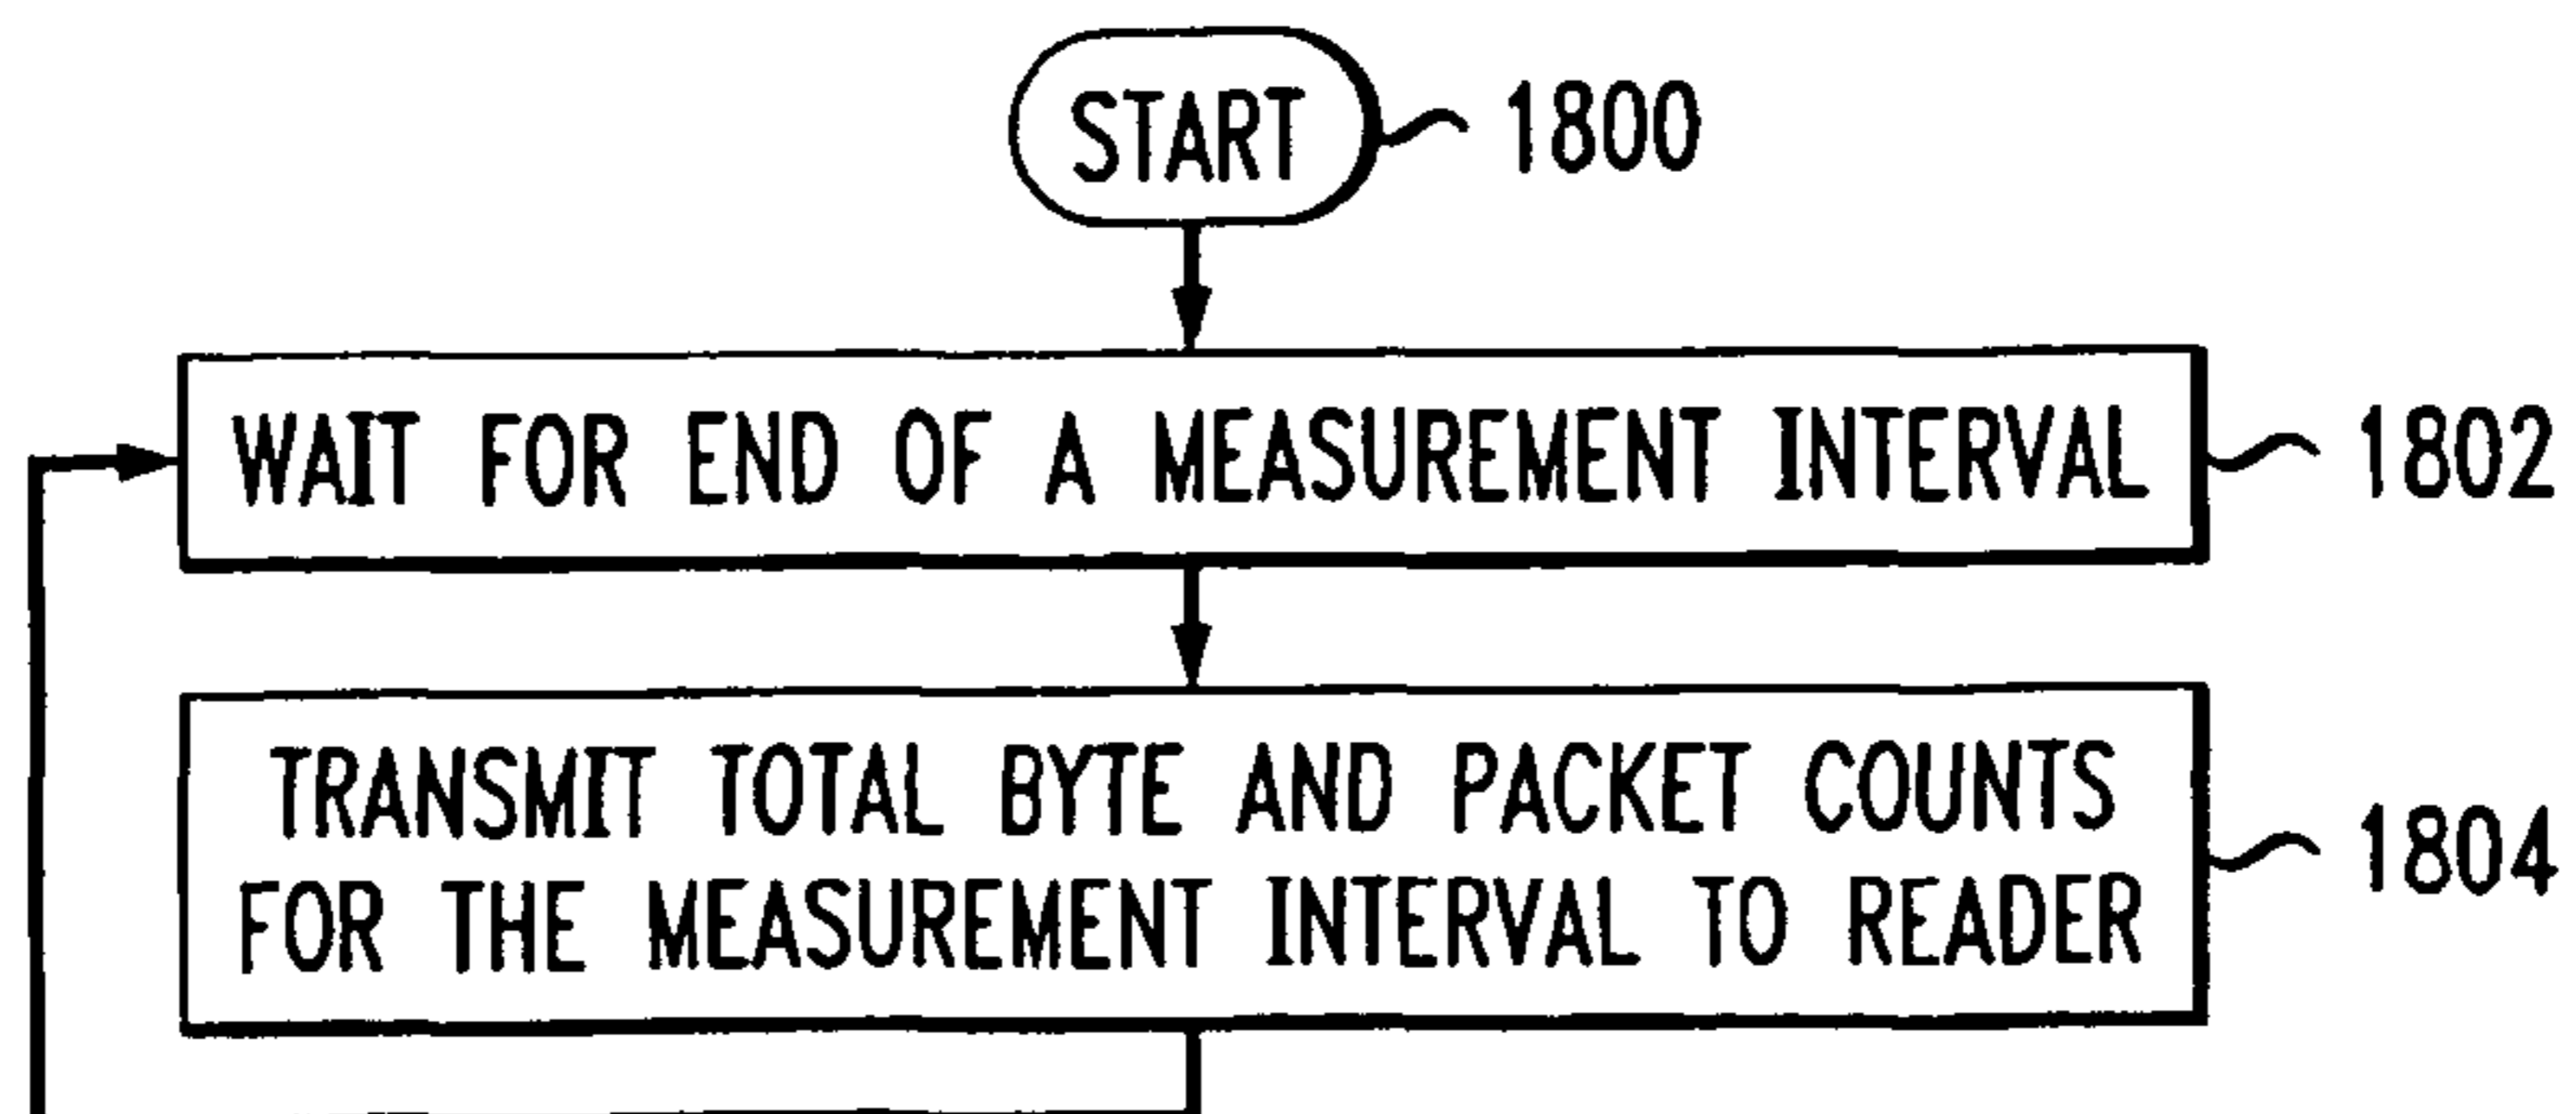 START 1800
WAIT FOR END OF A MEASUREMENT INTERVAL 1802
TRANSMIT TOTAL BYTE AND PACKET COUNTS
FOR THE MEASUREMENT INTERVAL TO READER
1804